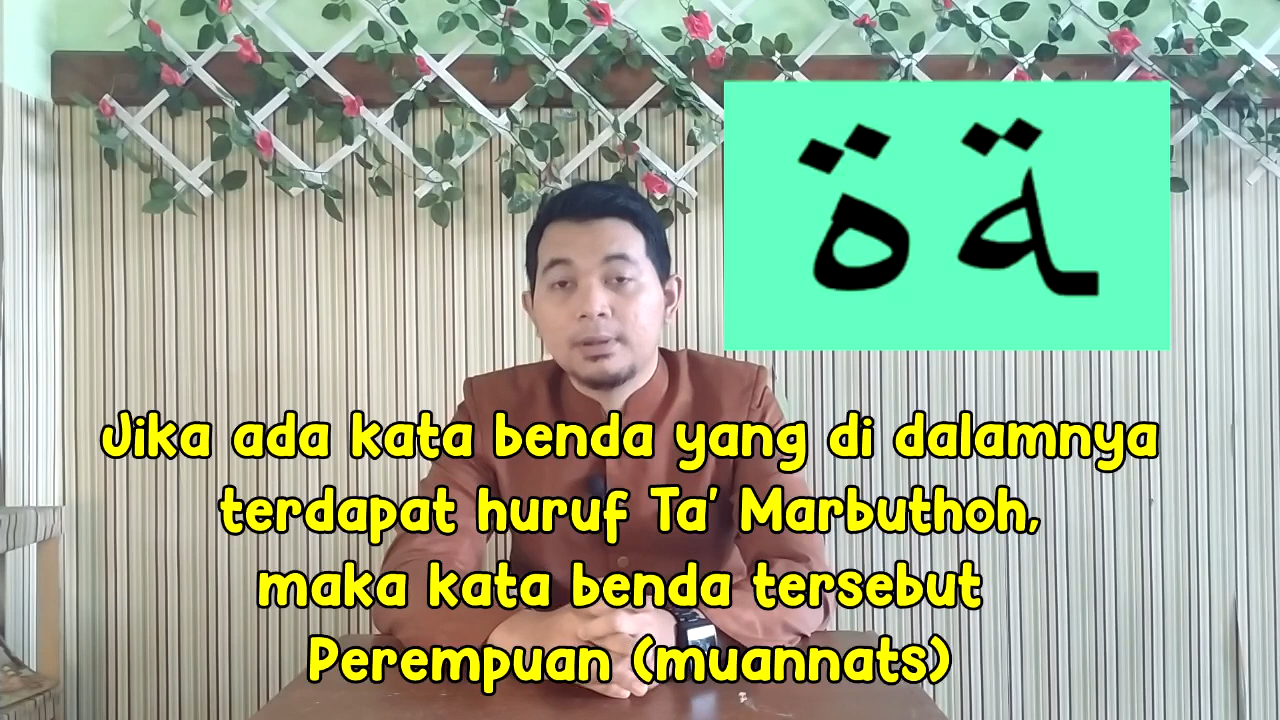 ة ـة
Jika ada kata benda yang di dalamnya
terdapat huruf Ta' Marbuthoh,
maka kata benda tersebut
Perempuan (muannats)